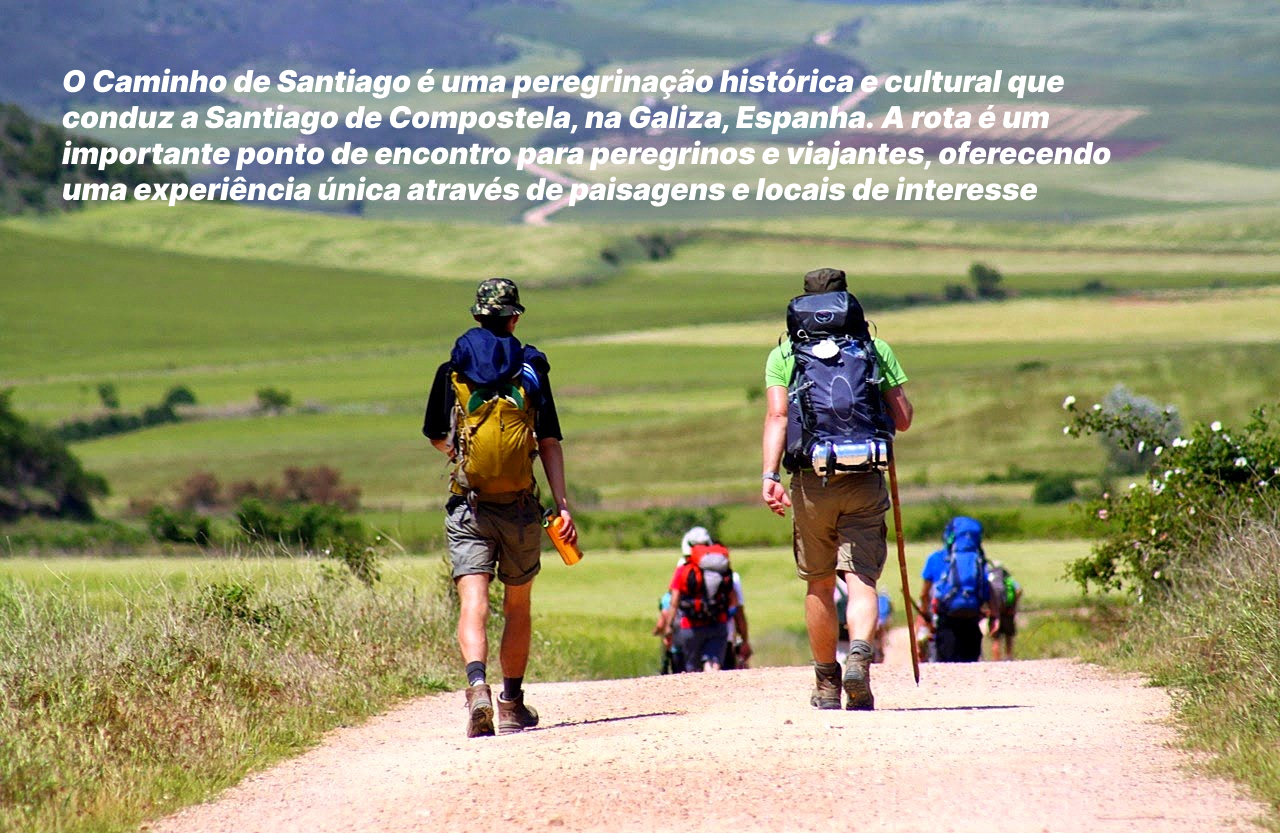 O Caminho de Santiago é uma peregrinação histórica e cultural que
conduz a Santiago de Compostela, na Galiza, Espanha. A rota é um
importante ponto de encontro para peregrinos e viajantes, oferecendo
uma experiência única através de paisagens e locais de interesse